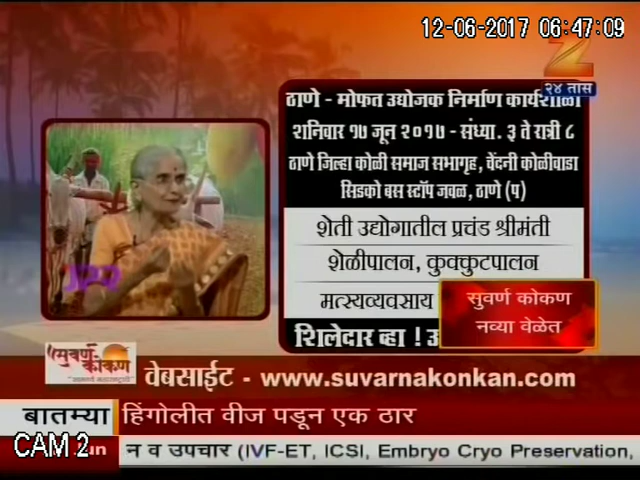 12-06-2017 06:47:09
२४ तास
ठाणे - मोफत उद्योजक निर्माण कार्यशाळा
शनिवार १७ जून २०१७ - संध्या. ३ ते रात्री ८
ठाणे जिल्हा कोळी समाज सभागृह, चेंदनी कोळीवाडा
सिडको बस स्टॉप जवळ, ठाणे (प)
शेती उद्योगातील प्रचंड श्रीमंती
शेळीपालन, कुक्कुटपालन
मत्स्यव्यवसाय
सुवर्ण कोकण
नव्या वेळेत
शिलेदार व्हा !
सुवर्ण कोकण
वेबसाईट - www.suvarnakonkan.com
बातम्या हिंगोलीत वीज पडून एक ठार
CAM 2
न व उपचार (IVF-ET, ICSI, Embryo Cryo Preservation,